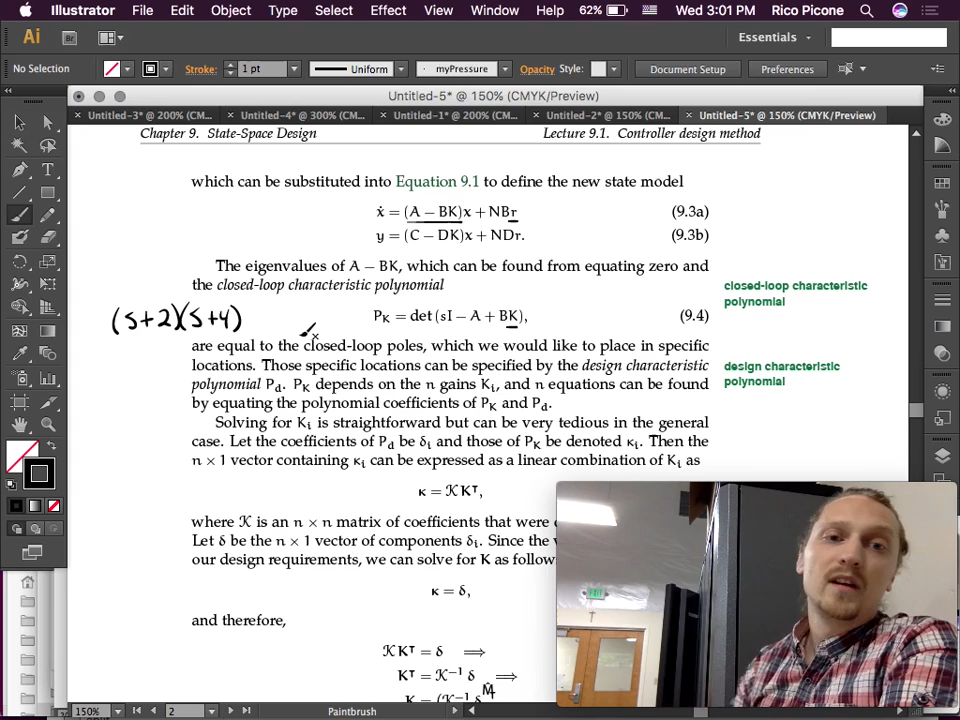 Illustrator File Edit Object Type Select Effect View Window Help 62% Wed 3:01 PM Rico Picone
Ai Br Essentials
No Selection Stroke: 1 pt Uniform myPressure Opacity Style: Document Setup Preferences
Untitled-5* @ 150% (CMYK/Preview)
Untitled-3* @ 200% (CM... Untitled-4* @ 300% (CM... Untitled-1* @ 200% (CM... Untitled-2* @ 150% (CM... Untitled-5* @ 150% (CMYK/Preview)
Chapter 9. State-Space Design Lecture 9.1. Controller design method
which can be substituted into Equation 9.1 to define the new state model
ẋ = (A − BK)x + NBr (9.3a)
y = (C − DK)x + NDr. (9.3b)
The eigenvalues of A − BK, which can be found from equating zero and
the closed-loop characteristic polynomial
closed-loop characteristic
polynomial
(s+2)(s+4)
P_K = det(sI − A + BK), (9.4)
are equal to the closed-loop poles, which we would like to place in specific
locations. Those specific locations can be specified by the design characteristic
polynomial P_d. P_K depends on the n gains K_i, and n equations can be found
by equating the polynomial coefficients of P_K and P_d.
design characteristic
polynomial
Solving for K_i is straightforward but can be very tedious in the general
case. Let the coefficients of P_d be δ_i and those of P_K be denoted κ_i. Then the
n × 1 vector containing κ_i can be expressed as a linear combination of K_i as
κ = 𝒦K⊤,
where 𝒦 is an n × n matrix of coefficients that were
Let δ be the n × 1 vector of components δ_i. Since the
our design requirements, we can solve for K as
κ = δ,
and therefore,
𝒦K⊤ = δ ⟹
K⊤ = 𝒦⁻¹ δ ⟹
EXIT
150% 2 Paintbrush